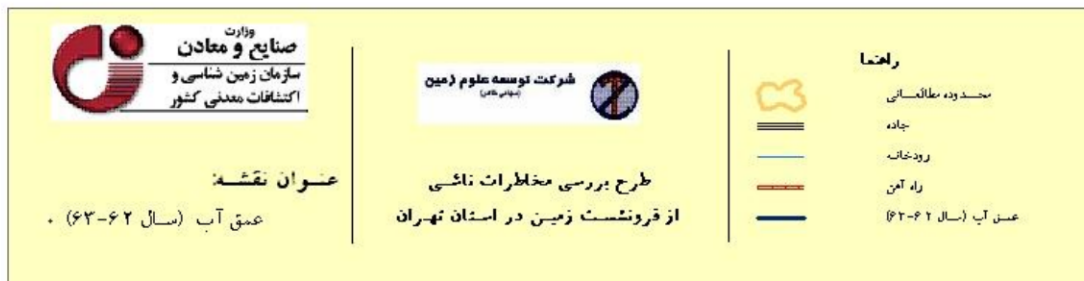 راهنما
محدوده مطالعاتی
جاده
رودخانه
راه آهن
عمق آب (سال ۶۲-۶۳)
شرکت توسعه علوم زمین
(سهامی خاص)
طرح بررسی مخاطرات ناشی
از فرونشست زمین در استان تهران
وزارت
صنایع و معادن
سازمان زمین شناسی و
اکتشافات معدنی کشور
عنوان نقشه:
عمق آب (سال ۶۲-۶۳) .